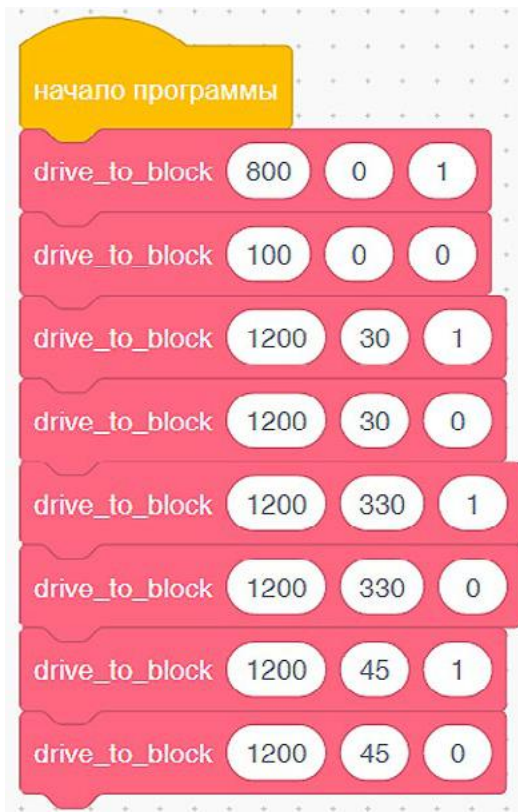 начало программы
drive_to_block 800 0 1
drive_to_block 100 0 0
drive_to_block 1200 30 1
drive_to_block 1200 30 0
drive_to_block 1200 330 1
drive_to_block 1200 330 0
drive_to_block 1200 45 1
drive_to_block 1200 45 0